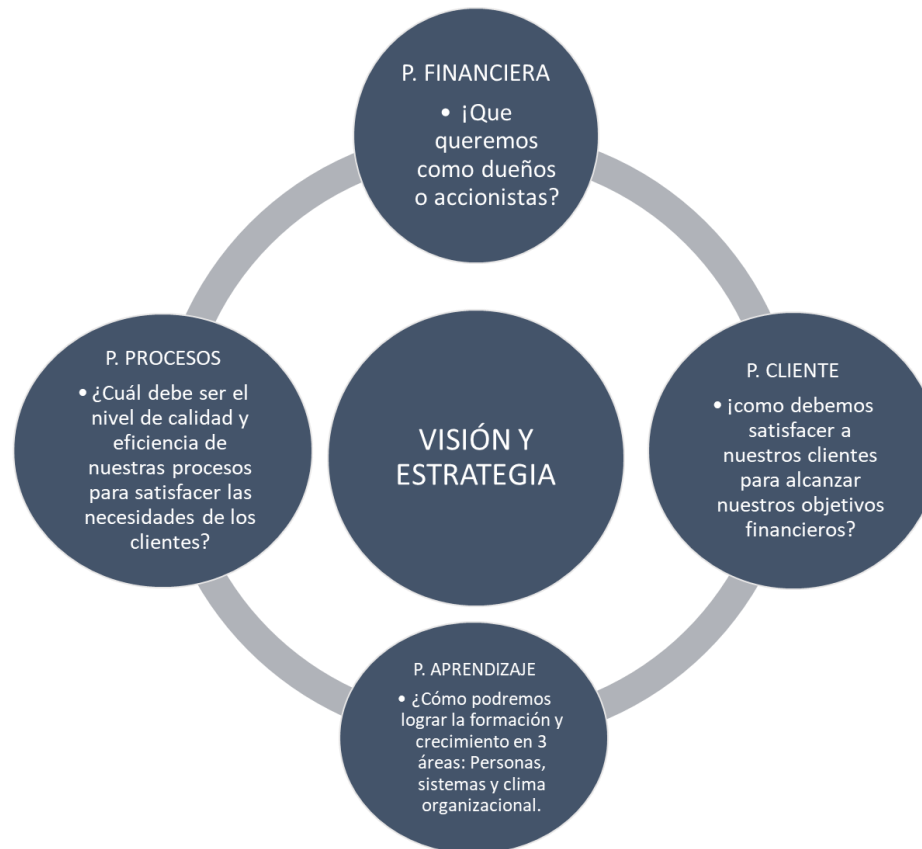 P. FINANCIERA
• ¡Que
queremos
como dueños
o accionistas?
P. PROCESOS
• ¿Cuál debe ser el
nivel de calidad y
eficiencia de
nuestras procesos
para satisfacer las
necesidades de los
clientes?
VISIÓN Y
ESTRATEGIA
P. CLIENTE
• ¡como debemos
satisfacer a
nuestros clientes
para alcanzar
nuestros objetivos
financieros?
P. APRENDIZAJE
• ¿Cómo podremos
lograr la formación y
crecimiento en 3
áreas: Personas,
sistemas y clima
organizacional.